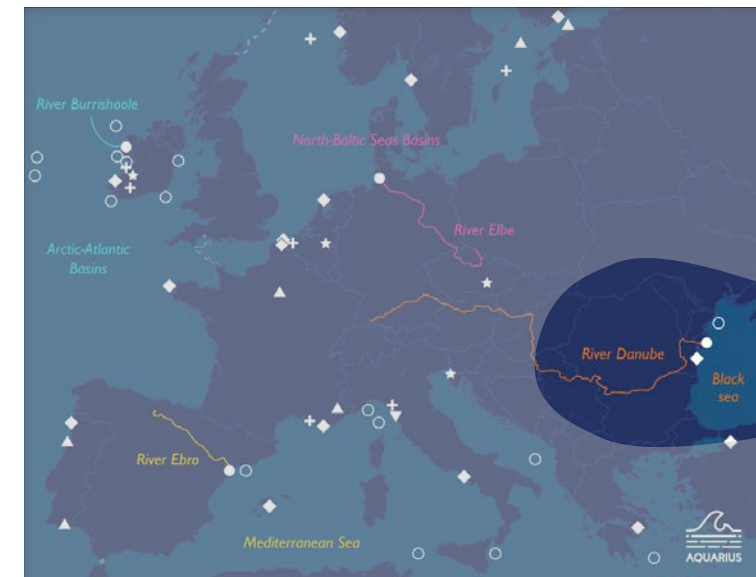 River Burrishoole
North-Baltic Seas Basins
River Elbe
Arctic-Atlantic
Basins
River Danube
Black
sea
River Ebro
Mediterranean Sea
AQUARIUS